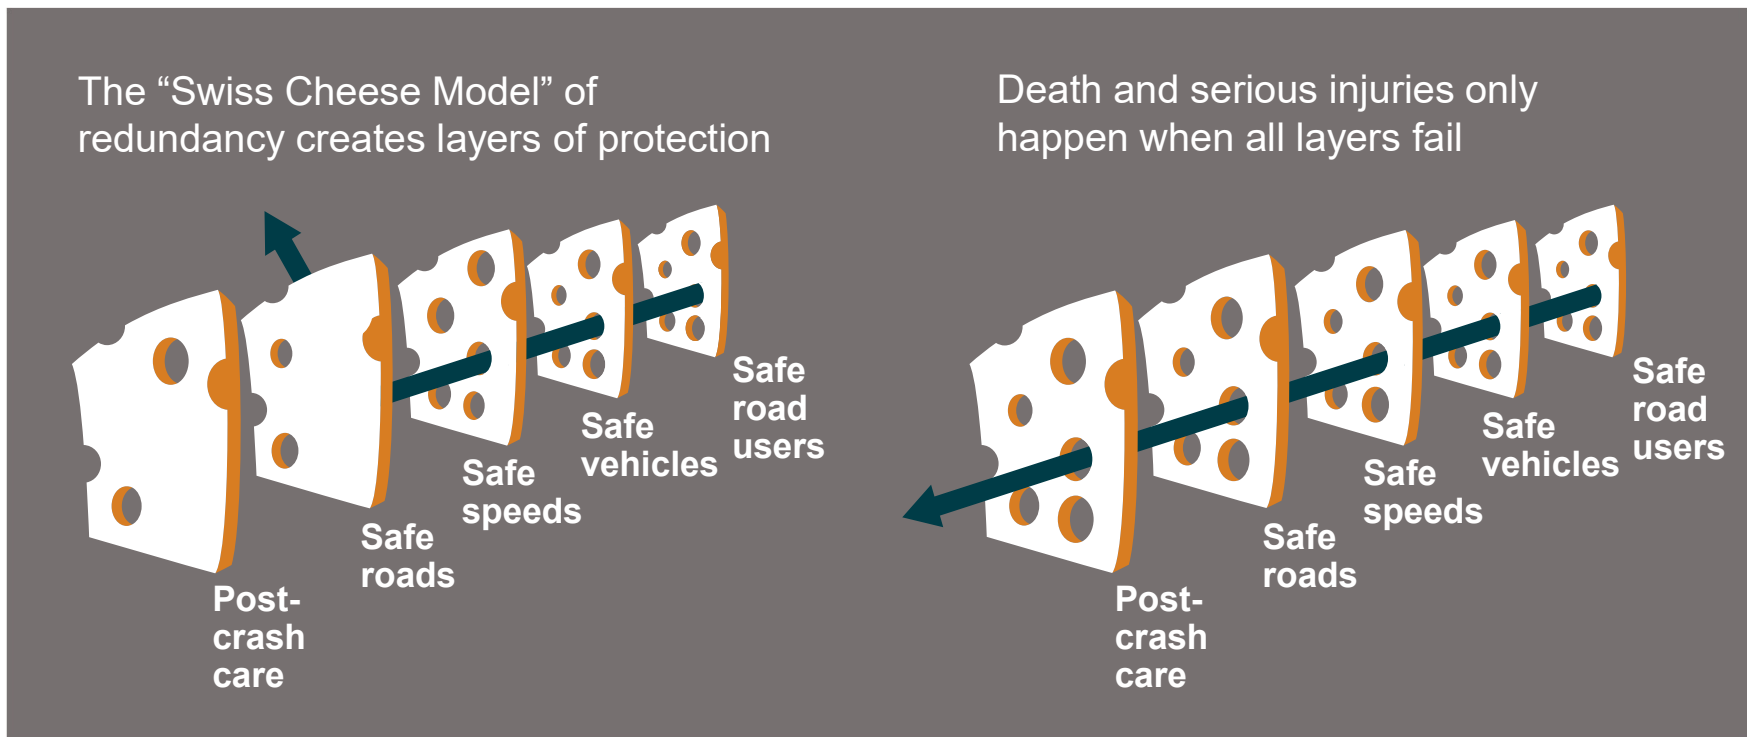 The “Swiss Cheese Model” of
redundancy creates layers of protection
Safe
road
users
Safe
vehicles
Safe
speeds
Safe
roads
Post-
crash
care
Death and serious injuries only
happen when all layers fail
Safe
road
users
Safe
vehicles
Safe
speeds
Safe
roads
Post-
crash
care